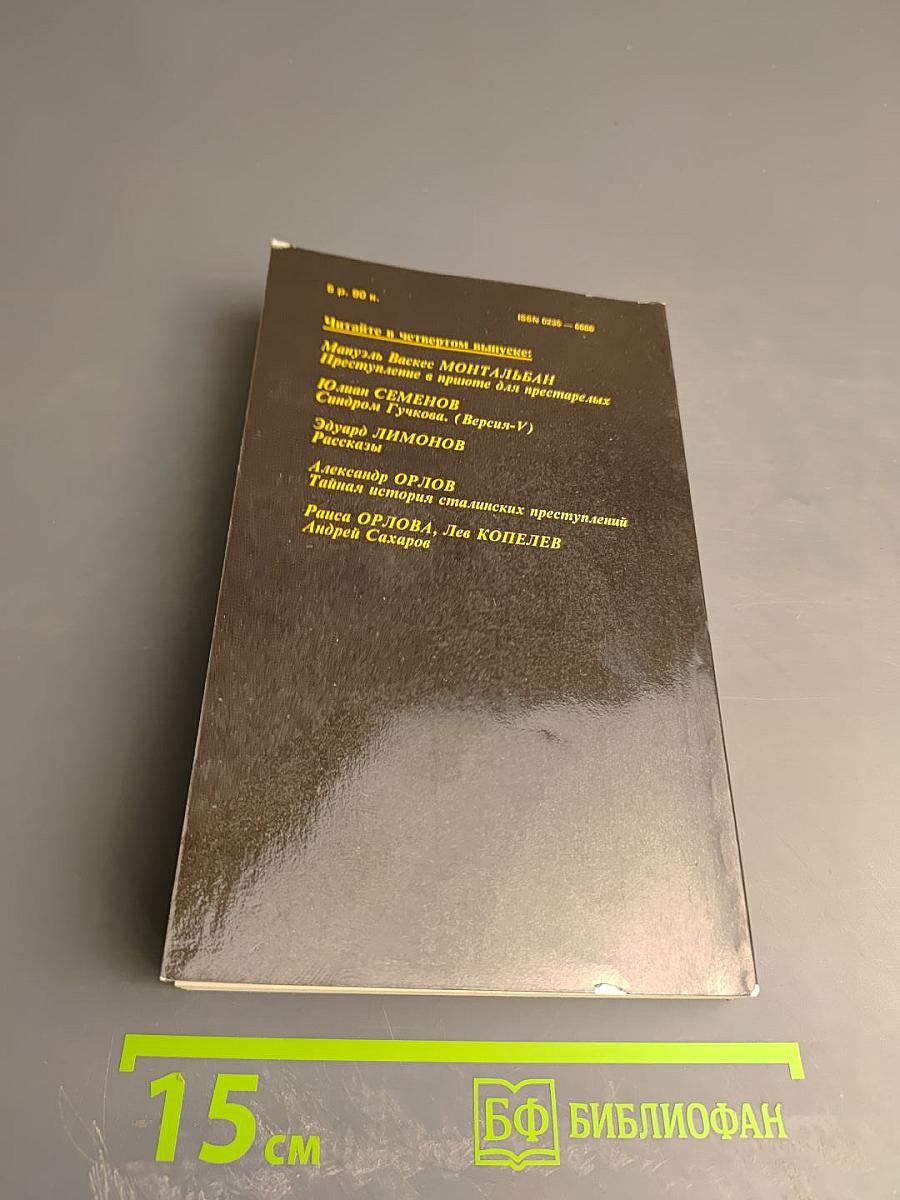 5 р. 90 к.
ISSN 0235 — 6686
Читайте в четвертом выпуске:
Мануэль Васкес МОНТАЛЬБАН
Преступление в приюте для престарелых
Юлиан СЕМЕНОВ
Синдром Гучкова. (Версия-V)
Эдуард ЛИМОНОВ
Рассказы
Александр ОРЛОВ
Тайная история сталинских преступлений
Раиса ОРЛОВА, Лев КОПЕЛЕВ
Андрей Сахаров
15 см
БФ БИБЛИОФАН